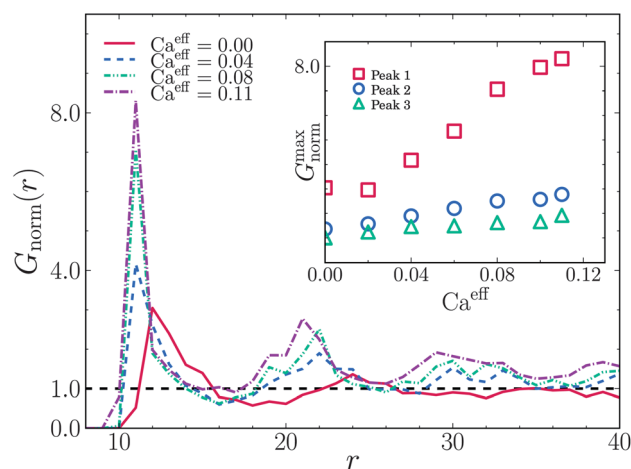 Ca^eff = 0.00
Ca^eff = 0.04
Ca^eff = 0.08
Ca^eff = 0.11
8.0
4.0
1.0
0.0
G_norm(r)
10
20
30
40
r
8.0
Peak 1
Peak 2
Peak 3
G_norm^max
0.00
0.04
0.08
0.12
Ca^eff